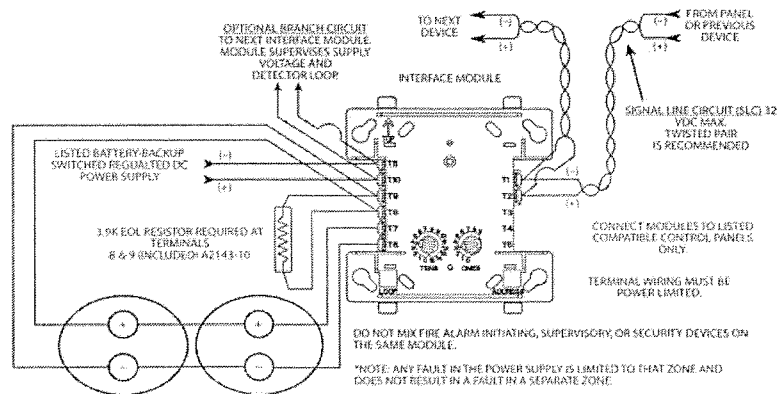 OPTIONAL BRANCH CIRCUIT
TO NEXT INTERFACE MODULE.
MODULE SUPERVISES SUPPLY
VOLTAGE AND
DETECTOR LOOP.
TO NEXT
DEVICE
(-)
(+)
(-)
(+)
FROM PANEL
OR PREVIOUS
DEVICE
INTERFACE MODULE
SIGNAL LINE CIRCUIT (SLC) 32
VDC MAX.
TWISTED PAIR
IS RECOMMENDED
LISTED BATTERY-BACKUP
SWITCHED REGUALTED DC
POWER SUPPLY
(-)
(+)
T10
T9
T7
T1
T2
T3
T4
(-)
(+)
3.9K EOL RESISTOR REQUIRED AT
TERMINALS
8 & 9 (INCLUDED) A2143-10
CONNECT MODULES TO LISTED
COMPATIBLE CONTROL PANELS
ONLY.
TENS
ONES
LOOP
ADDRESS
TERMINAL WIRING MUST BE
POWER LIMITED.
+
+
-
-
DO NOT MIX FIRE ALARM INITIATING, SUPERVISORY, OR SECURITY DEVICES ON
THE SAME MODULE.
*NOTE: ANY FAULT IN THE POWER SUPPLY IS LIMITED TO THAT ZONE AND
DOES NOT RESULT IN A FAULT IN A SEPARATE ZONE.